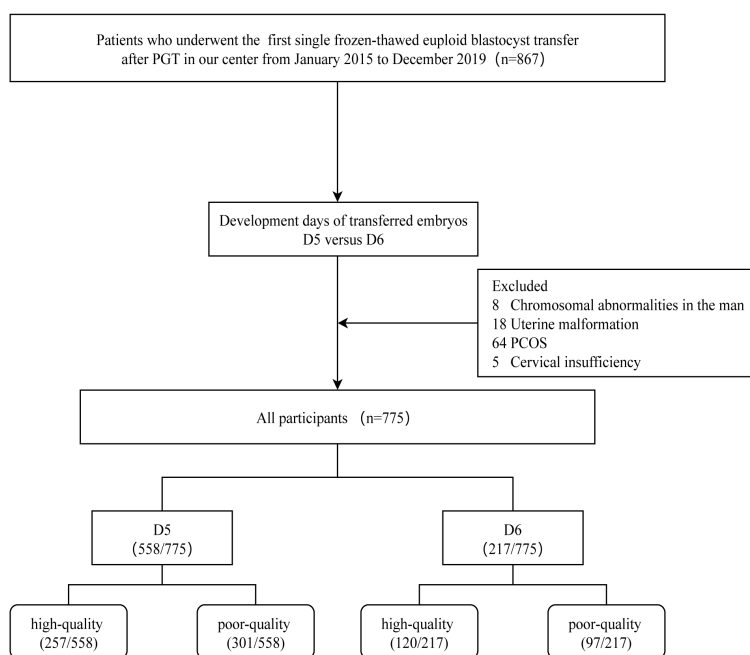 Patients who underwent the first single frozen-thawed euploid blastocyst transfer
after PGT in our center from January 2015 to December 2019 (n=867)
Development days of transferred embryos
D5 versus D6
Excluded
8 Chromosomal abnormalities in the man
18 Uterine malformation
64 PCOS
5 Cervical insufficiency
All participants (n=775)
D5
(558/775)
D6
(217/775)
high-quality
(257/558)
poor-quality
(301/558)
high-quality
(120/217)
poor-quality
(97/217)